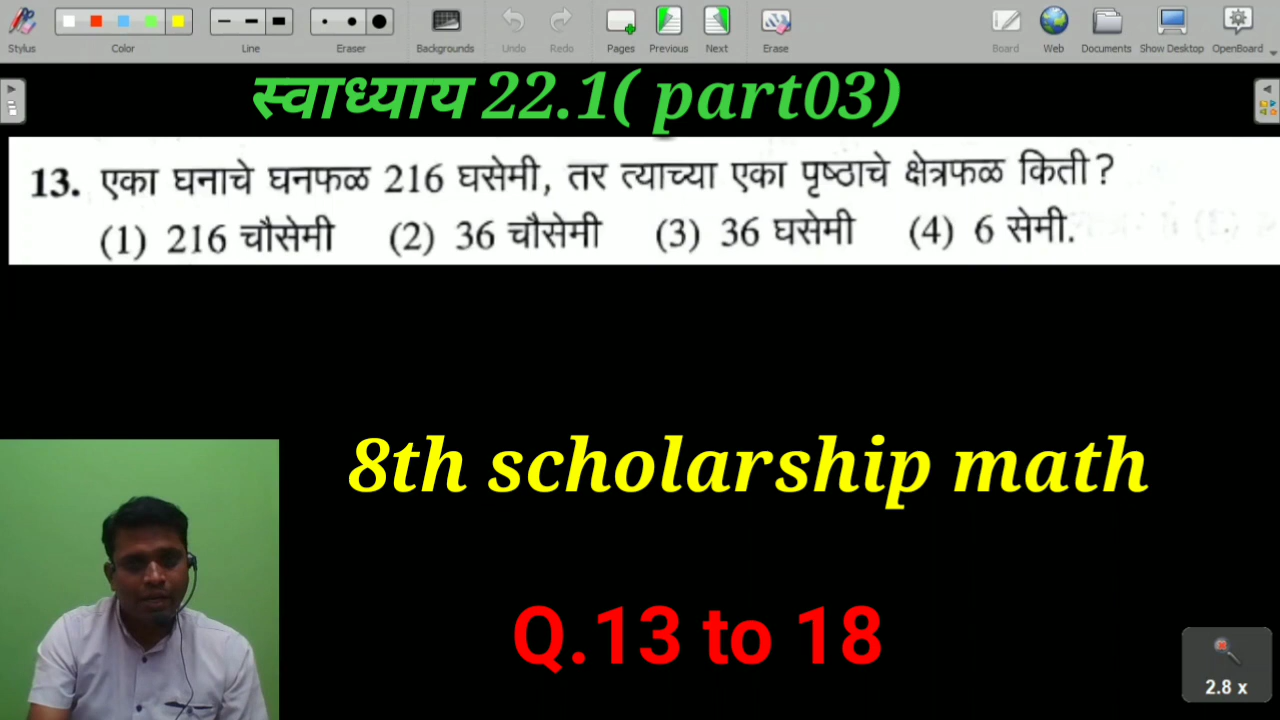 Stylus
Color
Line
Eraser
Backgrounds
Undo
Redo
Pages
Previous
Next
Erase
Board
Web
Documents
Show Desktop
OpenBoard
स्वाध्याय 22.1( part03)
13. एका घनाचे घनफळ 216 घसेमी, तर त्याच्या एका पृष्ठाचे क्षेत्रफळ किती?
(1) 216 चौसेमी (2) 36 चौसेमी (3) 36 घसेमी (4) 6 सेमी.
8th scholarship math
Q.13 to 18
2.8 x